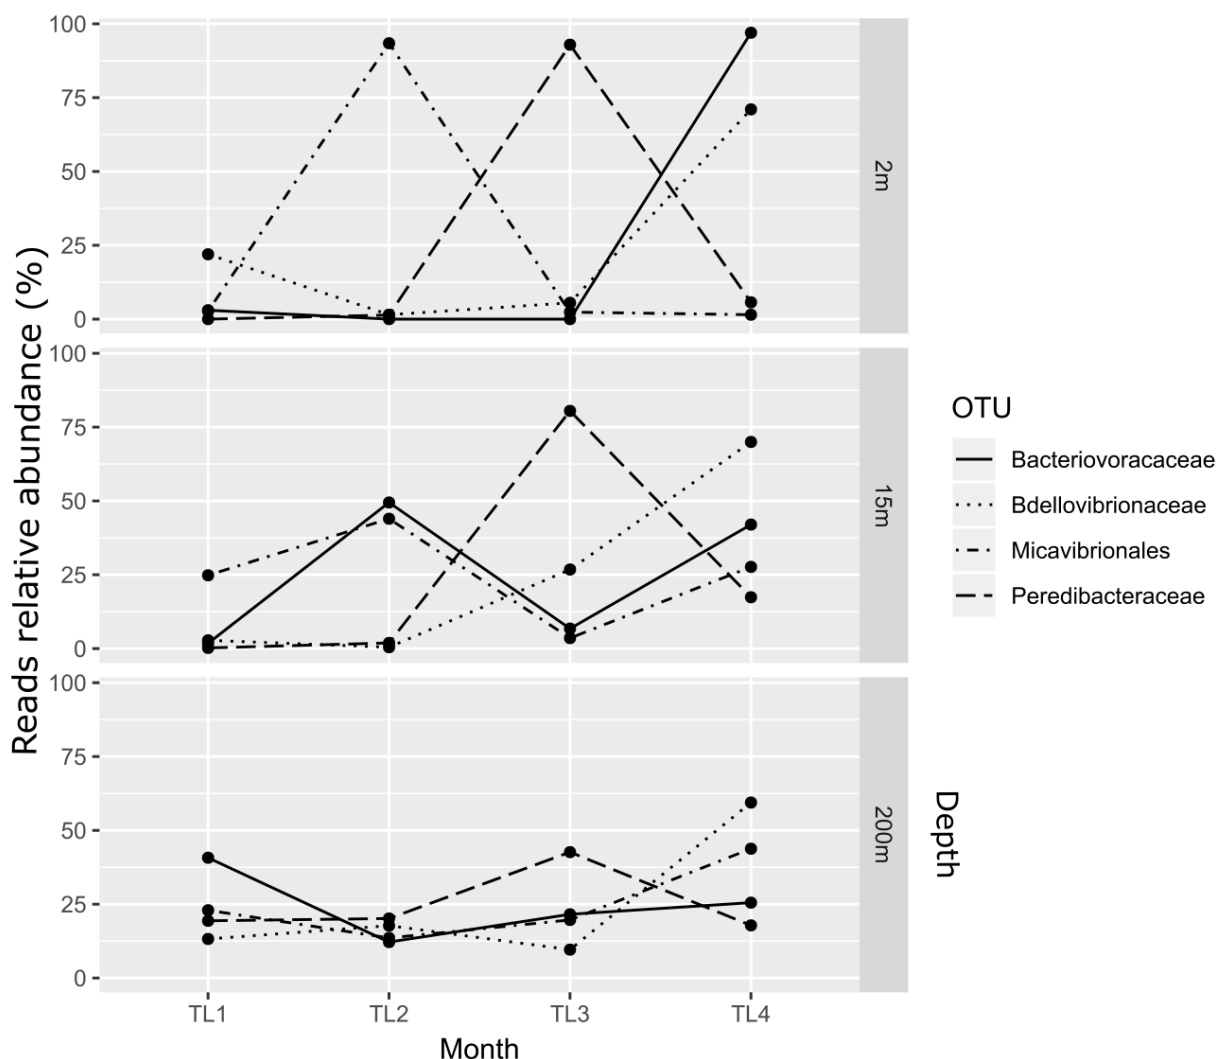 Reads relative abundance (%)
100
75
50
25
0
2m
100
75
50
25
0
15m
100
75
50
25
0
200m
TL1 TL2 TL3 TL4
Month
Depth
OTU
Bacteriovoracaceae
Bdellovibrionaceae
Micavibrionales
Peredibacteraceae